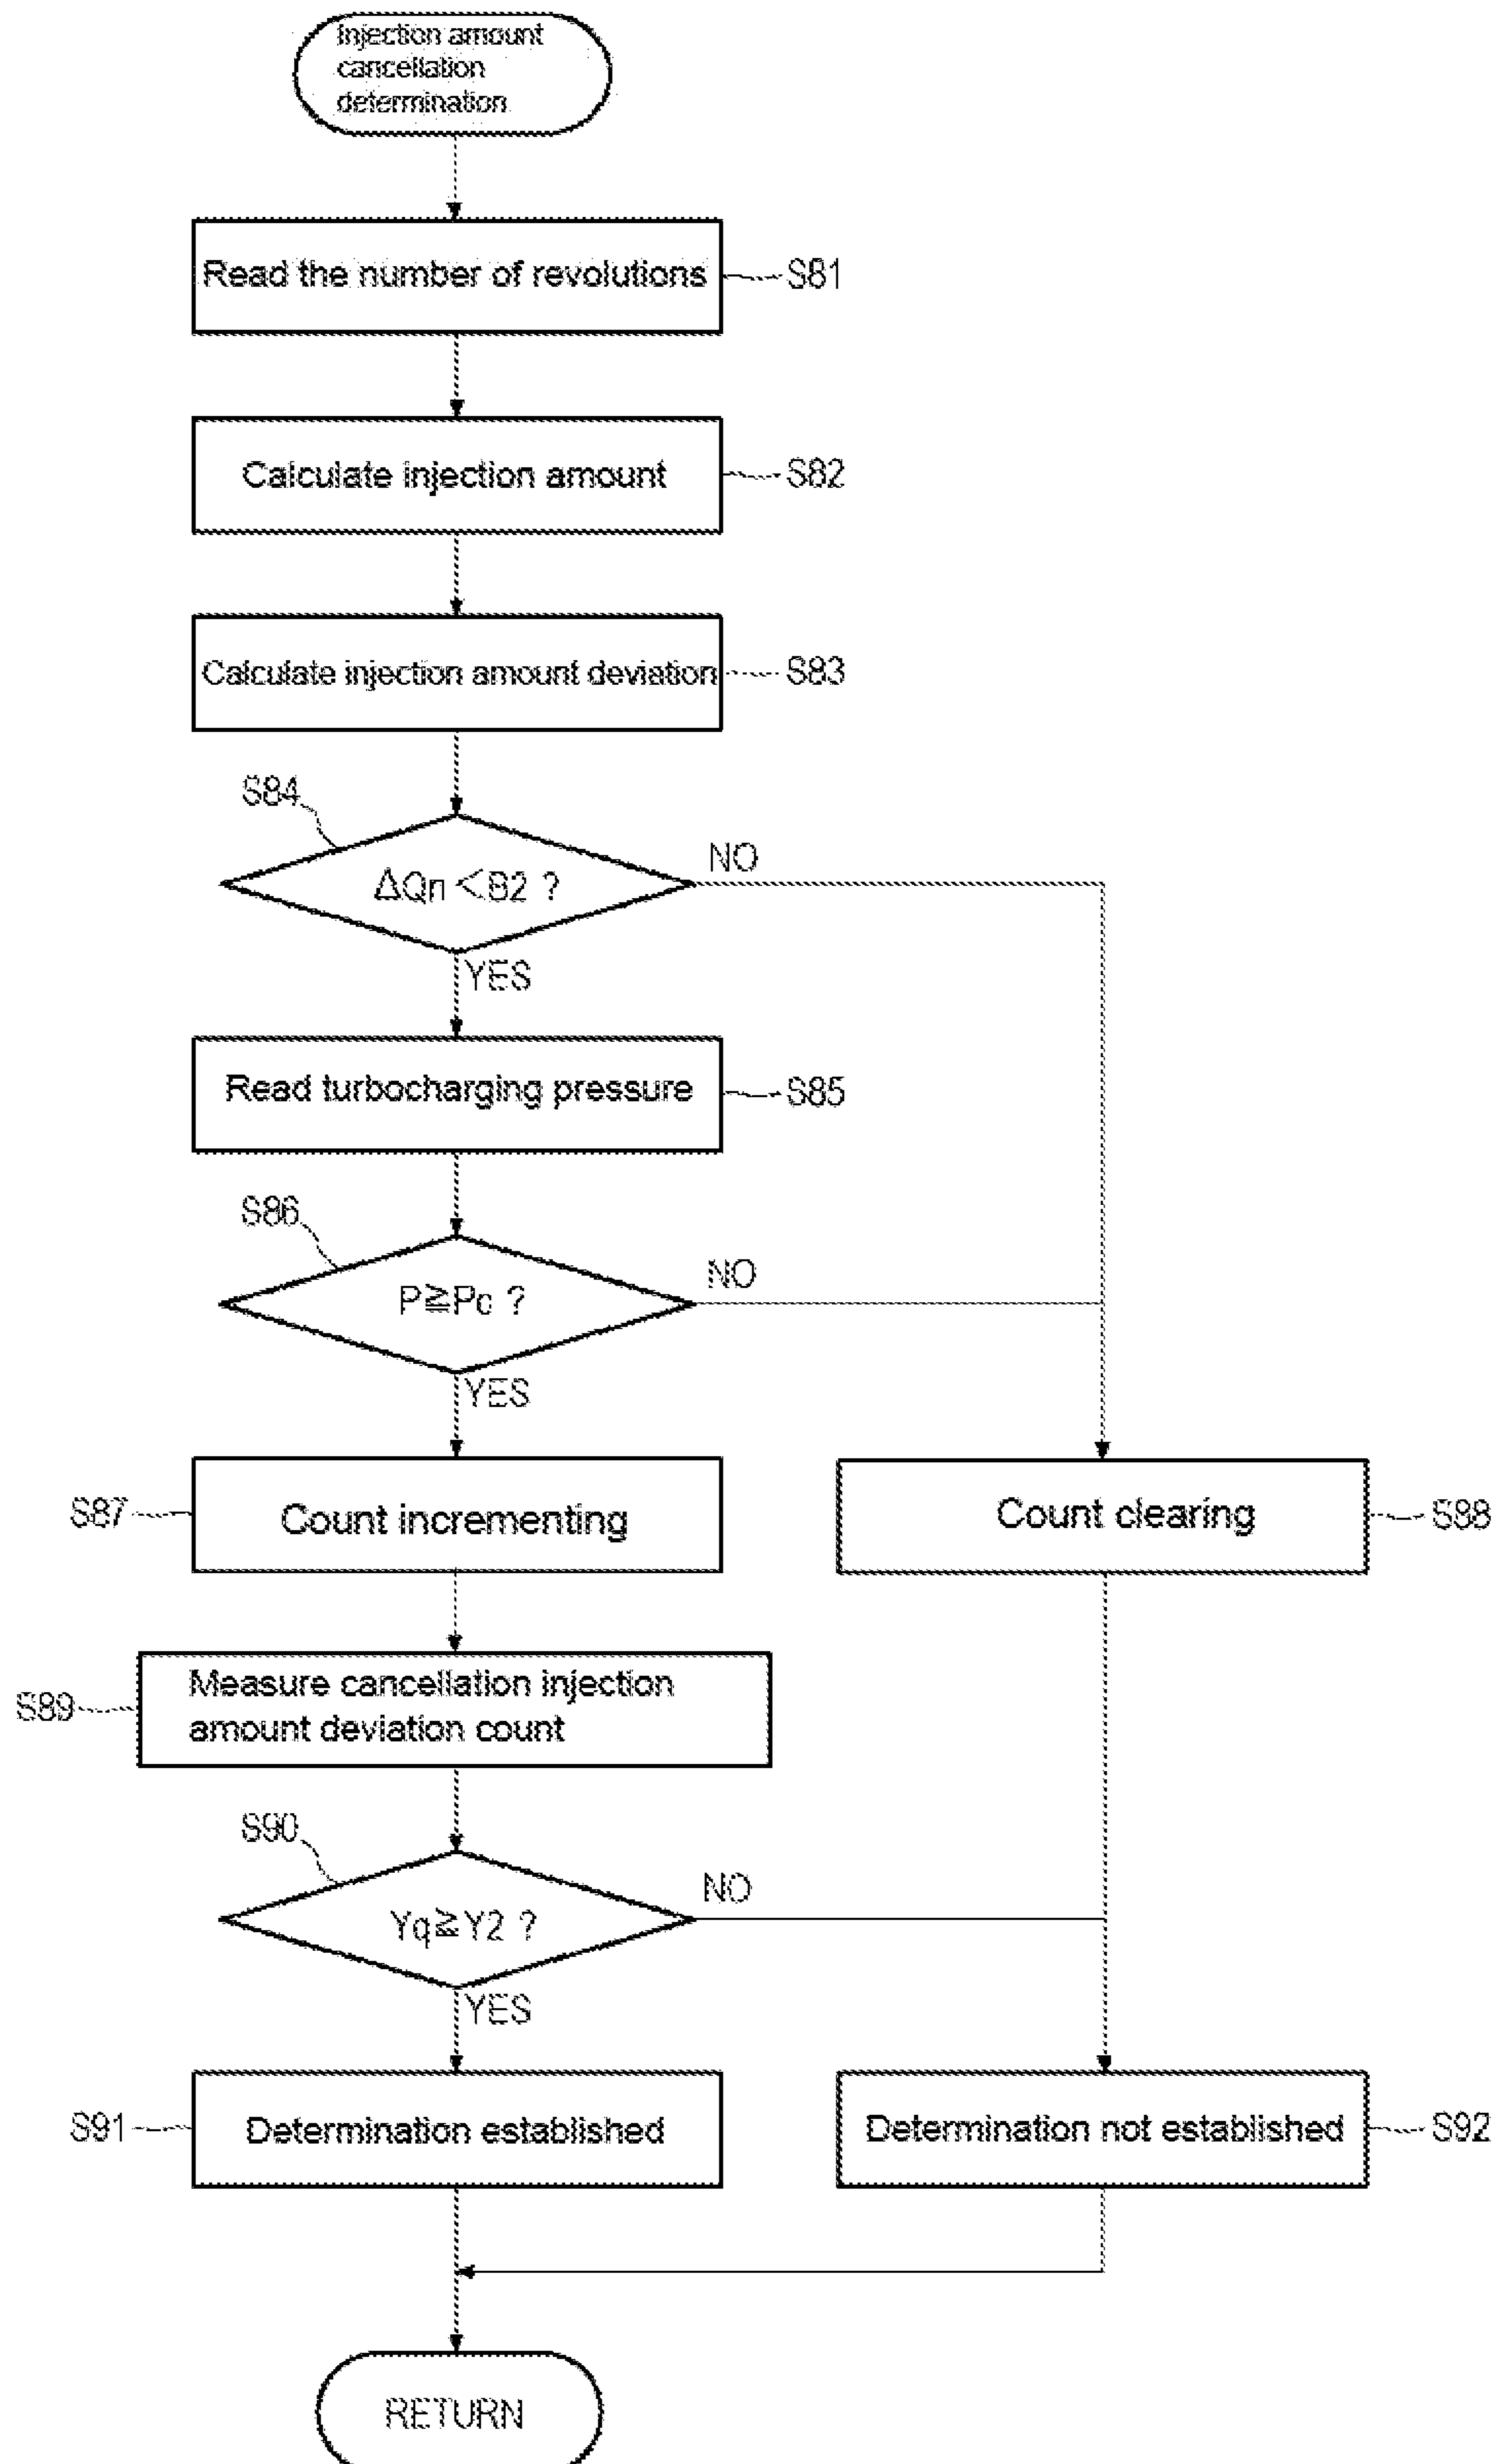 Injection amount
cancellation
determination
Read the number of revolutions
S81
Calculate injection amount
S82
Calculate injection amount deviation
S83
S84
ΔQn<B2 ?
NO
YES
Read turbocharging pressure
S85
S86
P≧Pc ?
NO
YES
S87
Count incrementing
Count clearing
S88
S89
Measure cancellation injection
amount deviation count
S90
Yq≧Y2 ?
NO
YES
S91
Determination established
Determination not established
S92
RETURN